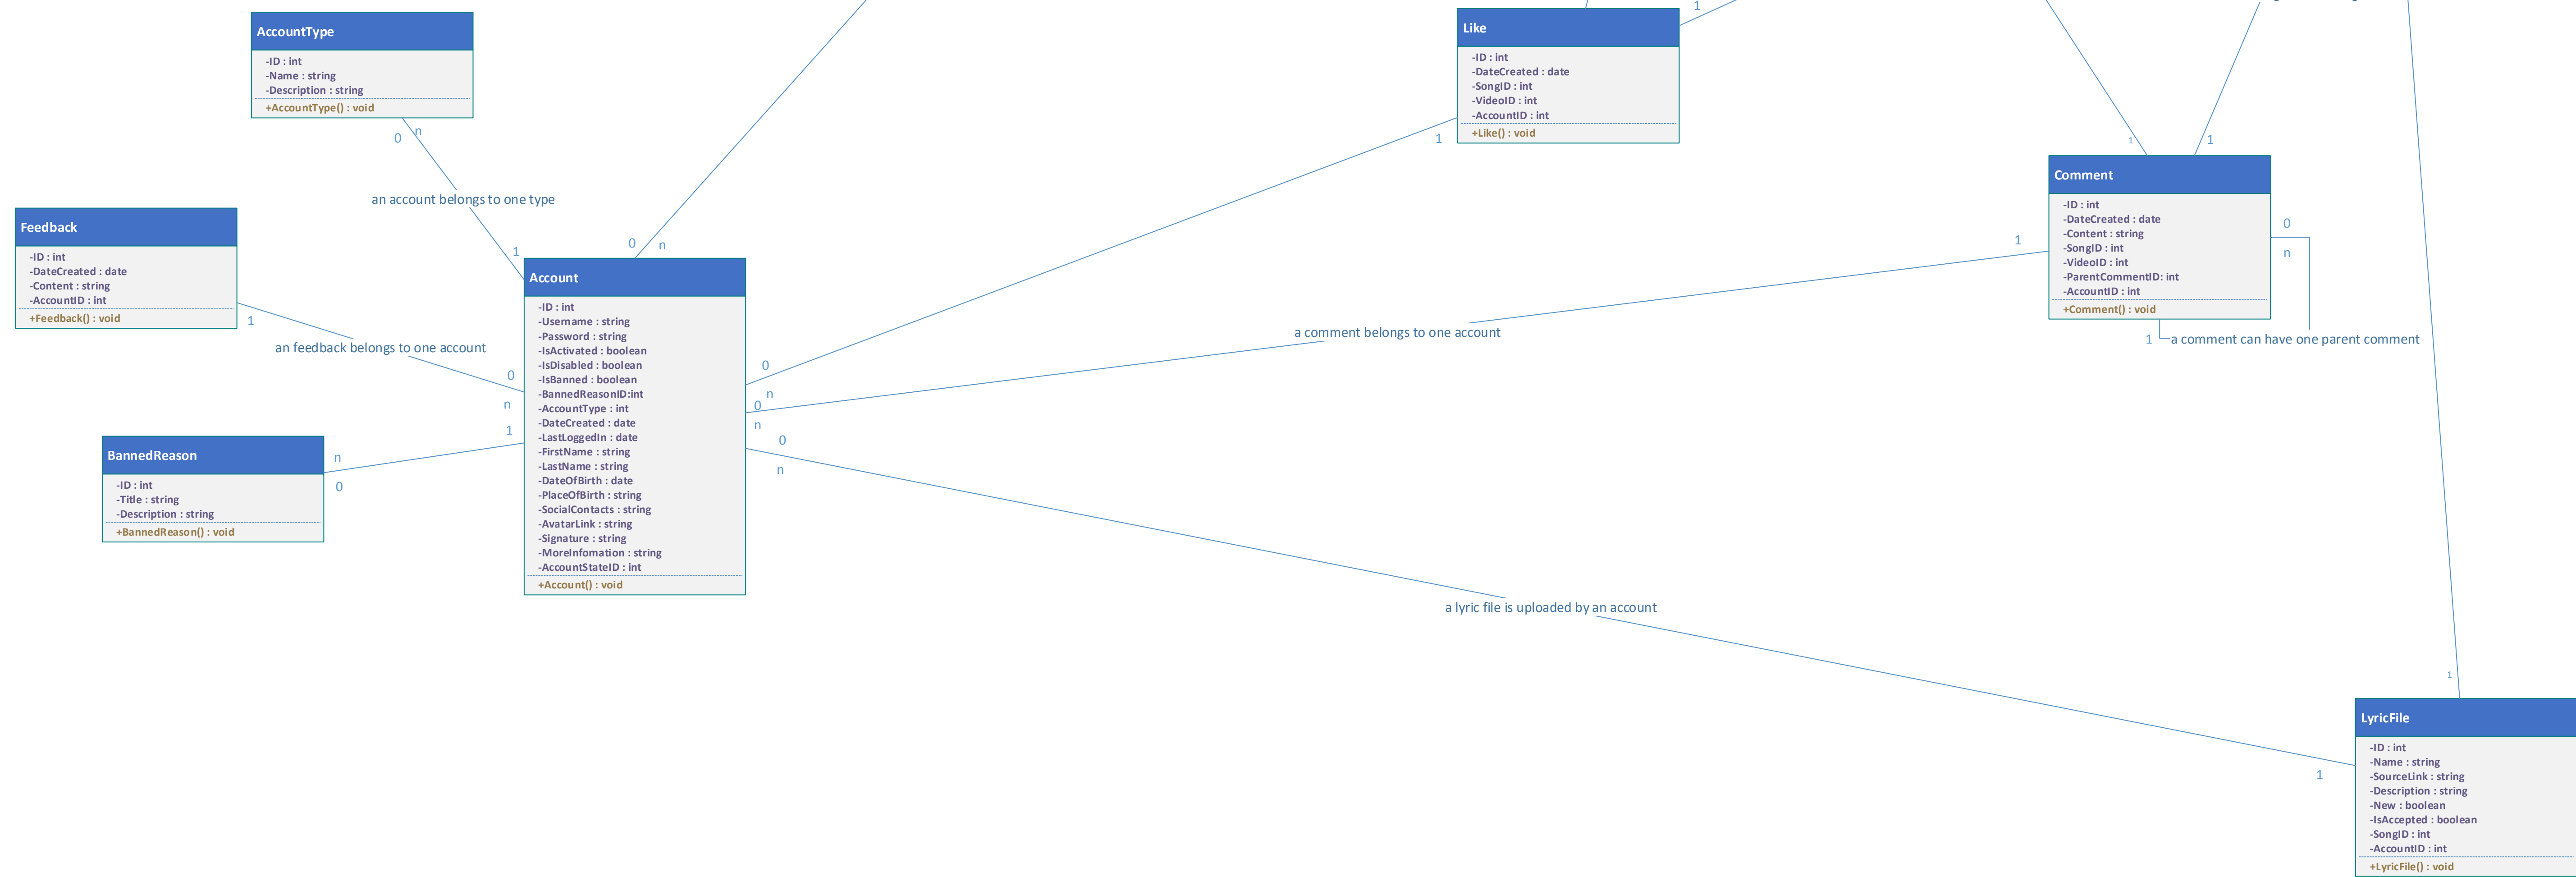 AccountType
-ID : int
-Name : string
-Description : string
+AccountType() : void
0
n
an account belongs to one type
1
Feedback
-ID : int
-DateCreated : date
-Content : string
-AccountID : int
+Feedback() : void
1
an feedback belongs to one account
0
n
BannedReason
-ID : int
-Title : string
-Description : string
+BannedReason() : void
n
0
1
0
n
Account
-ID : int
-Username : string
-Password : string
-IsActivated : boolean
-IsDisabled : boolean
-IsBanned : boolean
-BannedReasonID:int
-AccountType : int
-DateCreated : date
-LastLoggedIn : date
-FirstName : string
-LastName : string
-DateOfBirth : date
-PlaceOfBirth : string
-SocialContacts : string
-AvatarLink : string
-Signature : string
-MoreInfomation : string
-AccountStateID : int
+Account() : void
0
n
0
n
0
n
Like
-ID : int
-DateCreated : date
-SongID : int
-VideoID : int
-AccountID : int
+Like() : void
1
1
a comment belongs to one account
1
1
1
Comment
-ID : int
-DateCreated : date
-Content : string
-SongID : int
-VideoID : int
-ParentCommentID: int
-AccountID : int
+Comment() : void
0
n
1
a comment can have one parent comment
a lyric file is uploaded by an account
1
1
LyricFile
-ID : int
-Name : string
-SourceLink : string
-Description : string
-New : boolean
-IsAccepted : boolean
-SongID : int
-AccountID : int
+LyricFile() : void